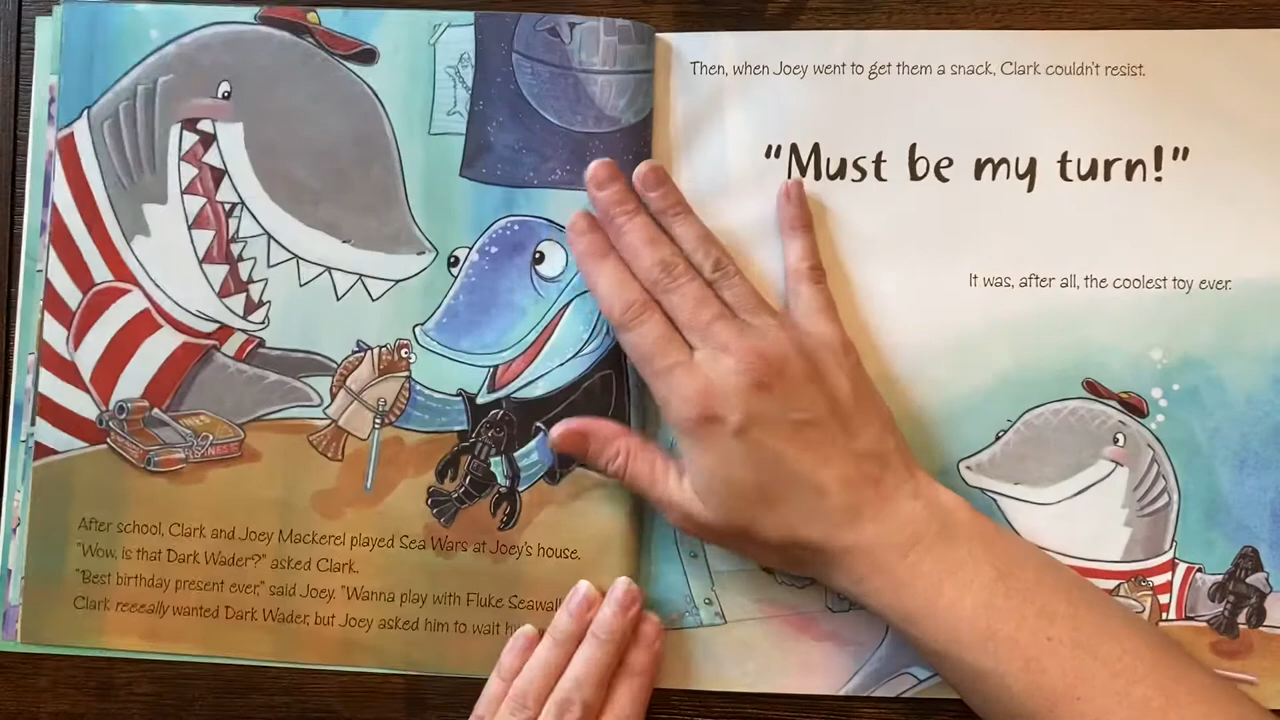 After school, Clark and Joey Mackerel played Sea Wars at Joey's house.
"Wow, is that Dark Wader?" asked Clark.
"Best birthday present ever," said Joey. "Wanna play with Fluke Seawal
Clark reeeally wanted Dark Wader, but Joey asked him to wait
Then, when Joey went to get them a snack, Clark couldn't resist.
"Must be my turn!"
It was, after all, the coolest toy ever.